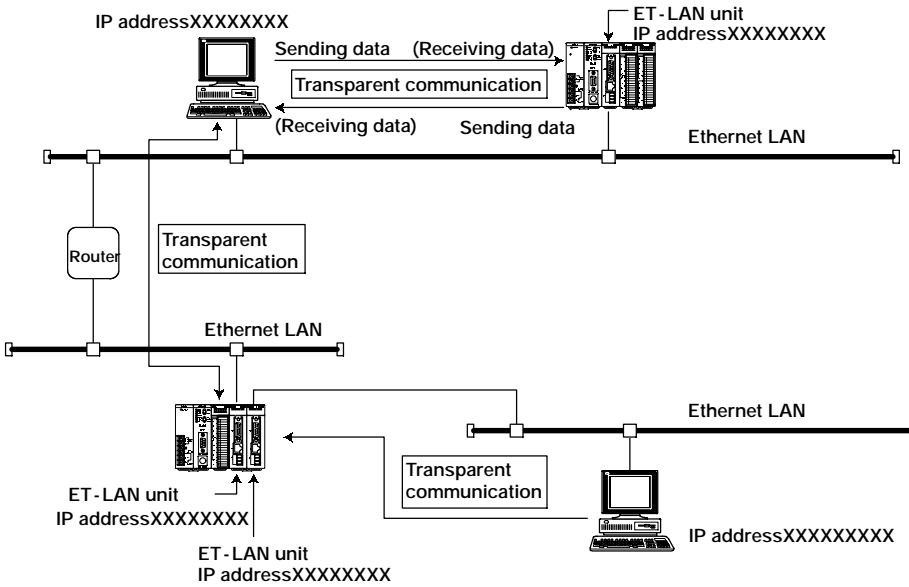 IP addressXXXXXXXX
ET-LAN unit
IP addressXXXXXXXX
Sending data (Receiving data)
Transparent communication
(Receiving data) Sending data
Ethernet LAN
Router
Transparent
communication
Ethernet LAN
Ethernet LAN
Transparent
communication
ET-LAN unit
IP addressXXXXXXXX
IP addressXXXXXXXXX
ET-LAN unit
IP addressXXXXXXXX